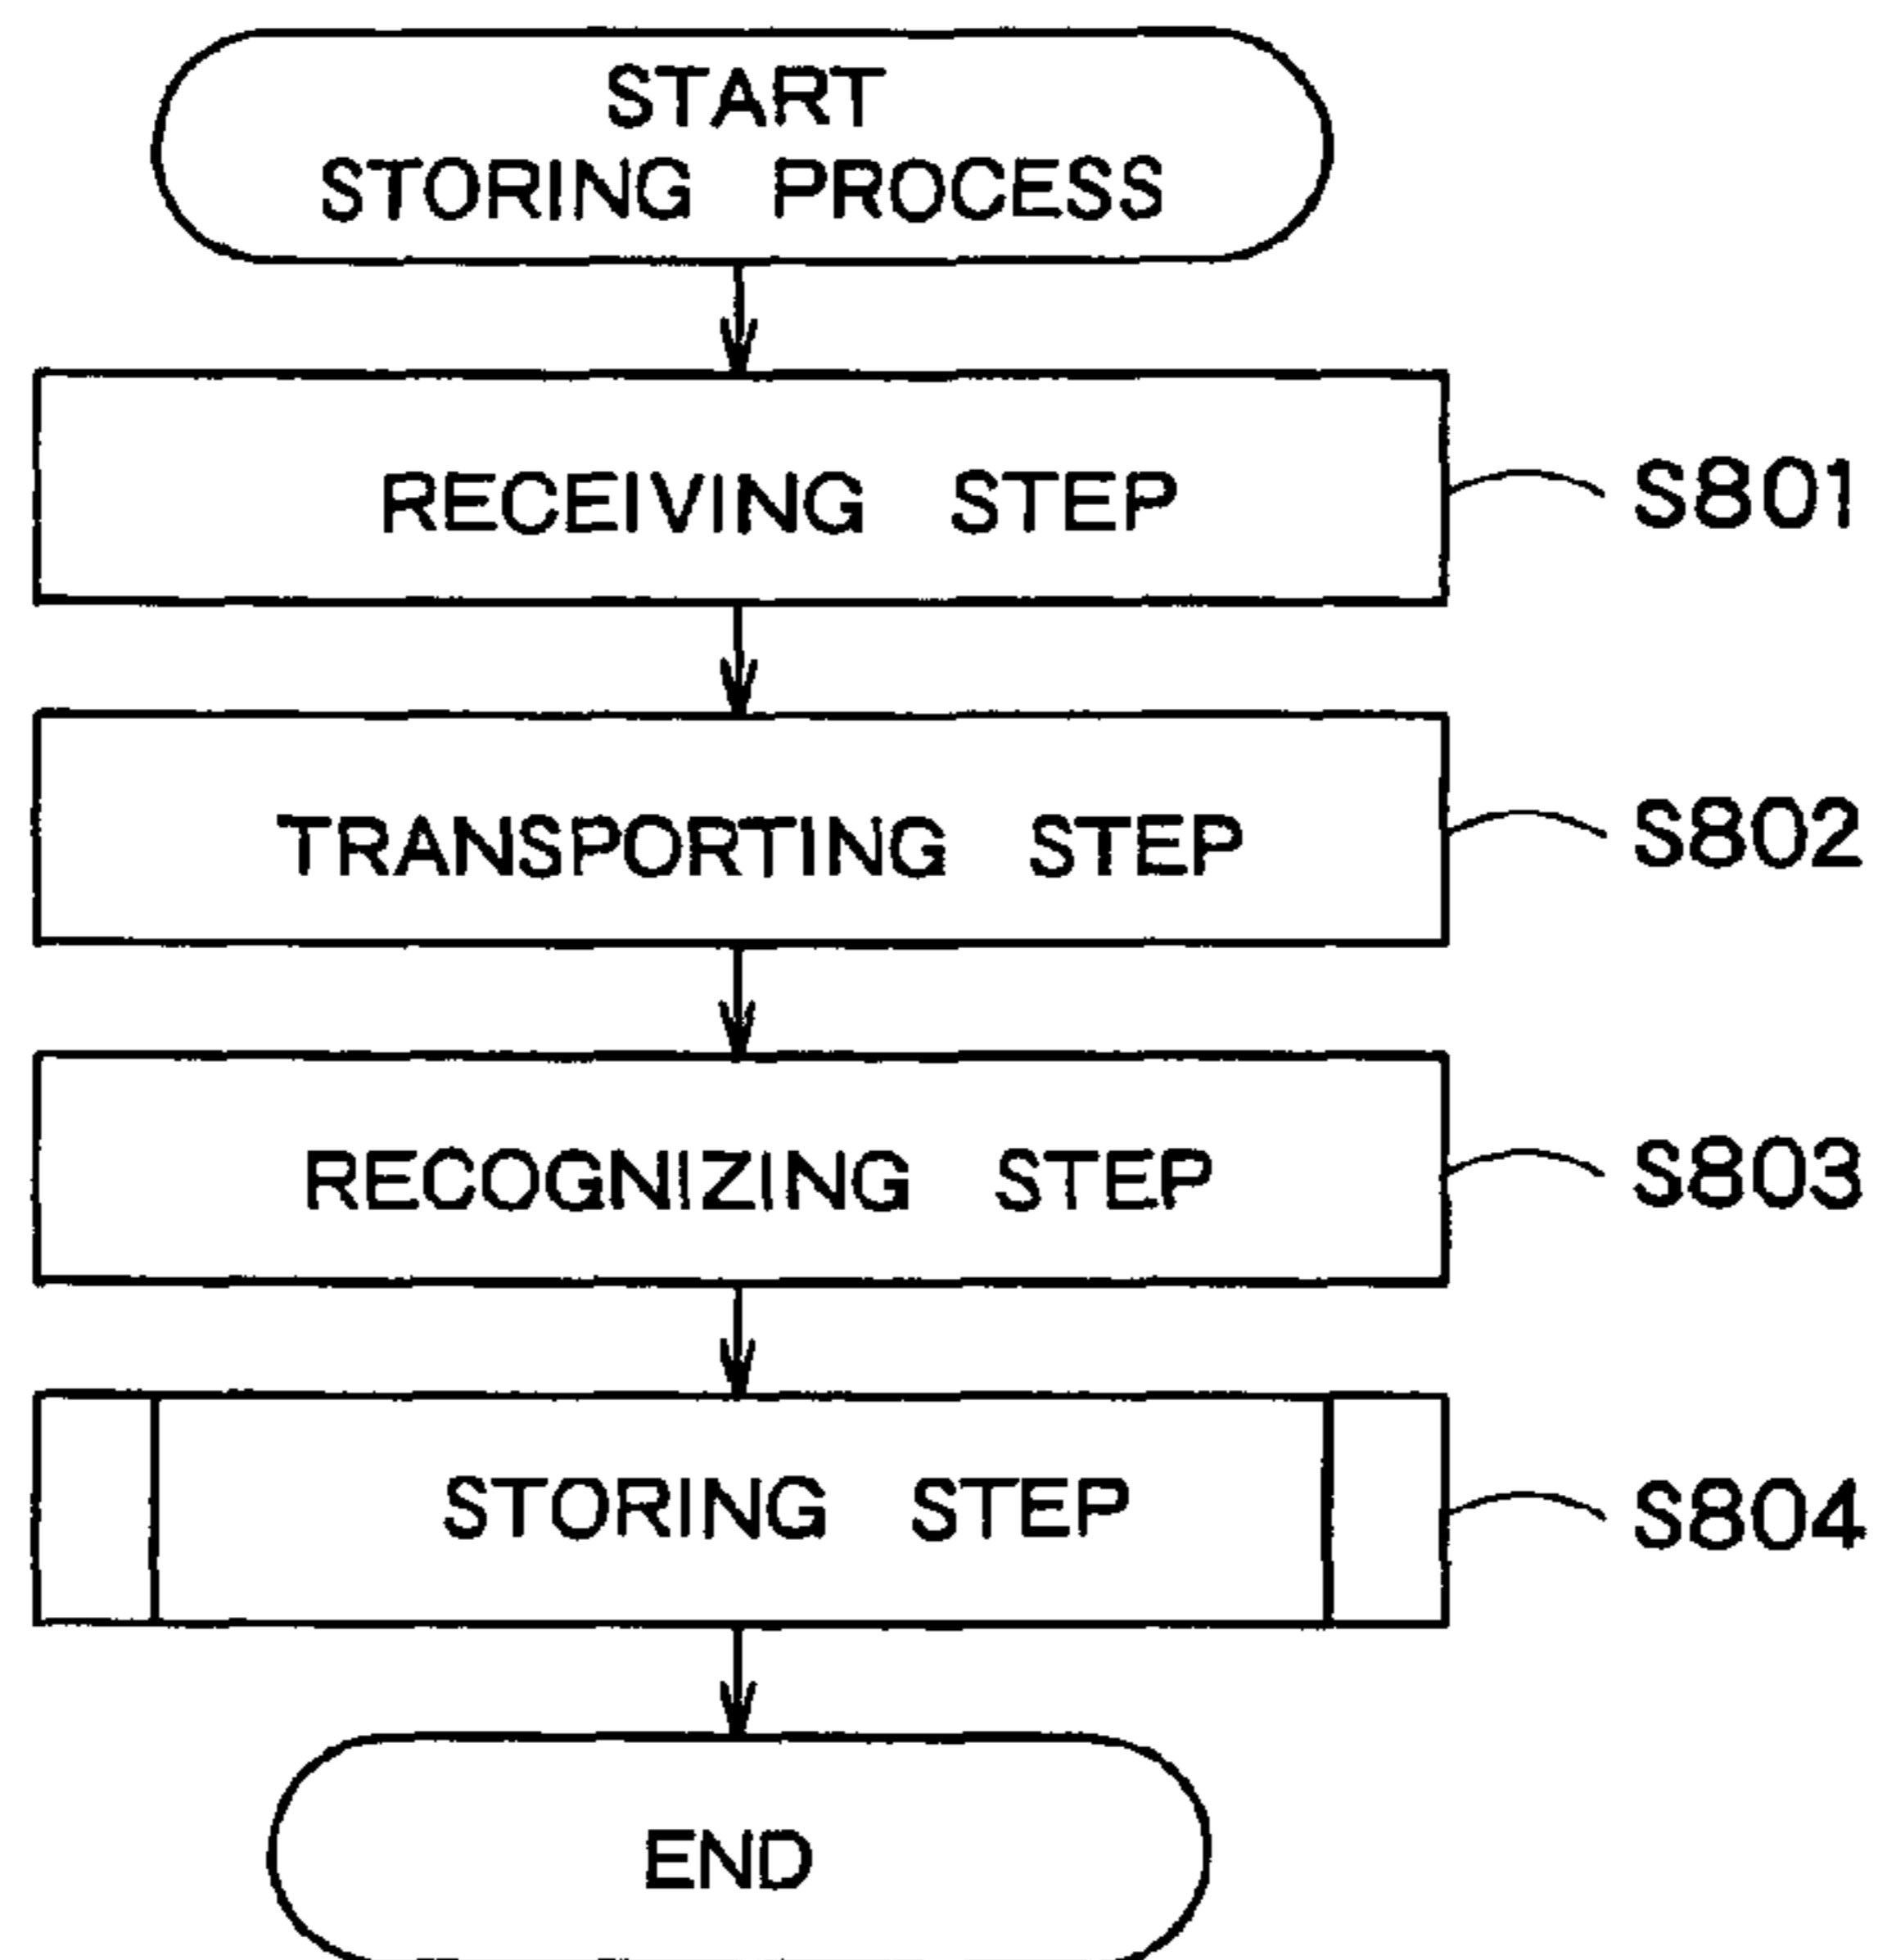 START
STORING PROCESS
RECEIVING STEP
S801
TRANSPORTING STEP
S802
RECOGNIZING STEP
S803
STORING STEP
S804
END